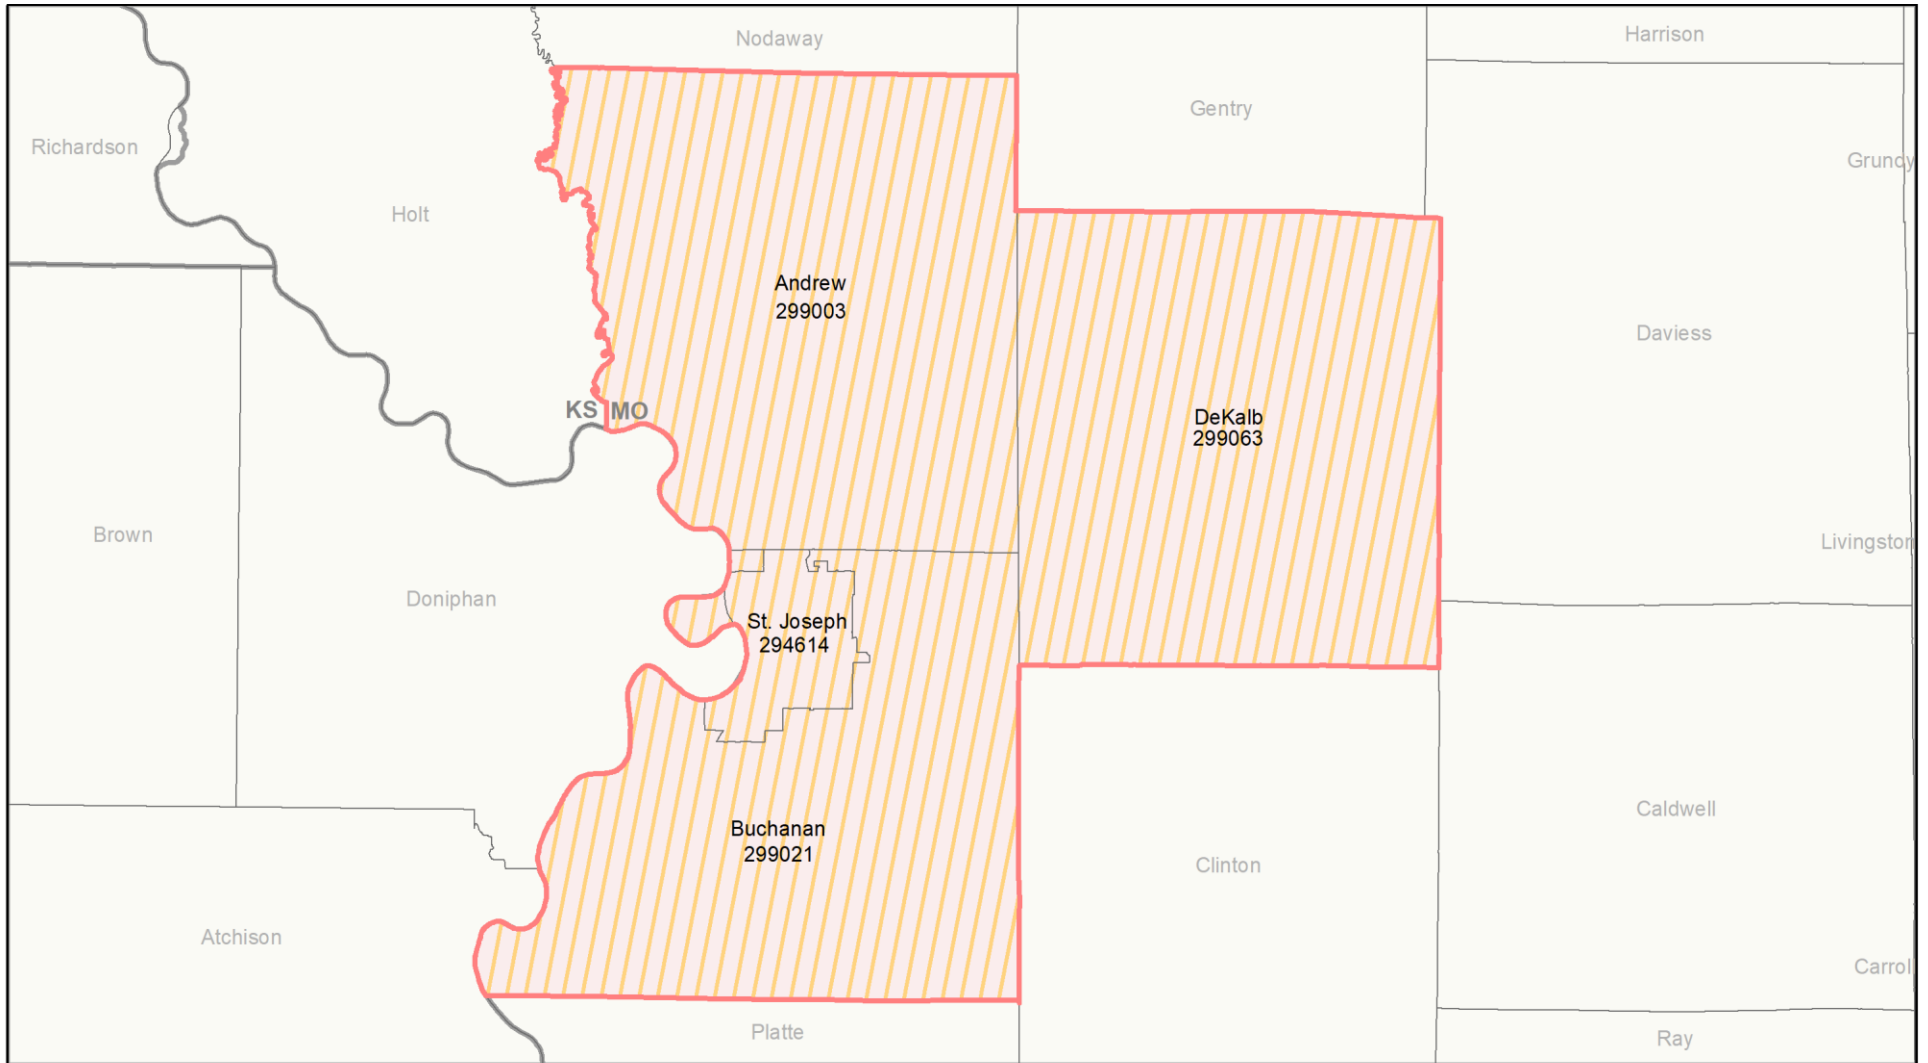 Nodaway
Harrison
Gentry
Richardson
Grundy
Holt
Andrew
299003
Daviess
KS MO
DeKalb
299063
Brown
Livingston
Doniphan
St. Joseph
294614
Caldwell
Buchanan
299021
Clinton
Atchison
Carrol
Platte
Ray